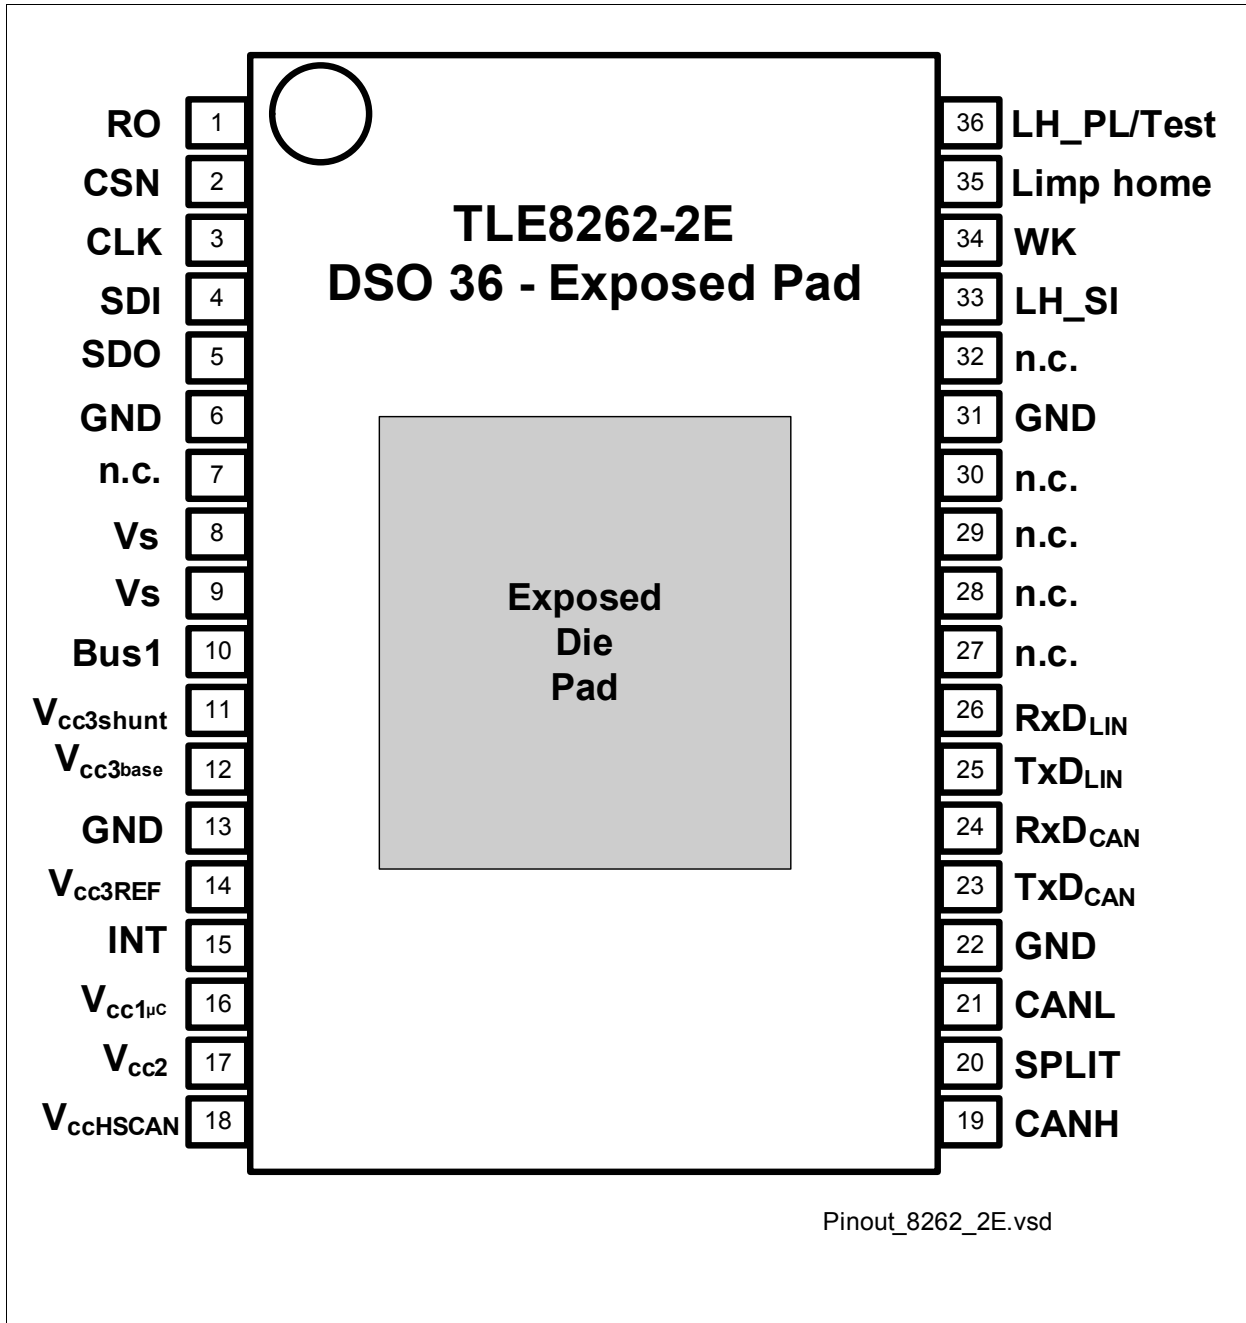 RO 1
CSN 2
CLK 3
SDI 4
SDO 5
GND 6
n.c. 7
Vs 8
Vs 9
Bus1 10
Vcc3shunt 11
Vcc3base 12
GND 13
Vcc3REF 14
INT 15
Vcc1µC 16
Vcc2 17
VccHSCAN 18
TLE8262-2E
DSO 36 - Exposed Pad
Exposed
Die
Pad
36 LH_PL/Test
35 Limp home
34 WK
33 LH_SI
32 n.c.
31 GND
30 n.c.
29 n.c.
28 n.c.
27 n.c.
26 RxDLIN
25 TxDLIN
24 RxDCAN
23 TxDCAN
22 GND
21 CANL
20 SPLIT
19 CANH
Pinout_8262_2E.vsd